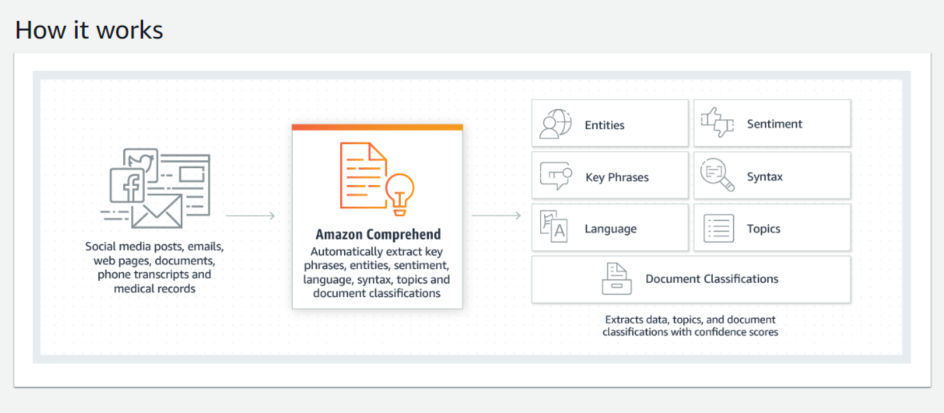 How it works
Social media posts, emails,
web pages, documents,
phone transcripts and
medical records
Amazon Comprehend
Automatically extract key
phrases, entities, sentiment,
language, syntax, topics and
document classifications
Entities
Sentiment
Key Phrases
Syntax
Language
Topics
Document Classifications
Extracts data, topics, and document
classifications with confidence scores